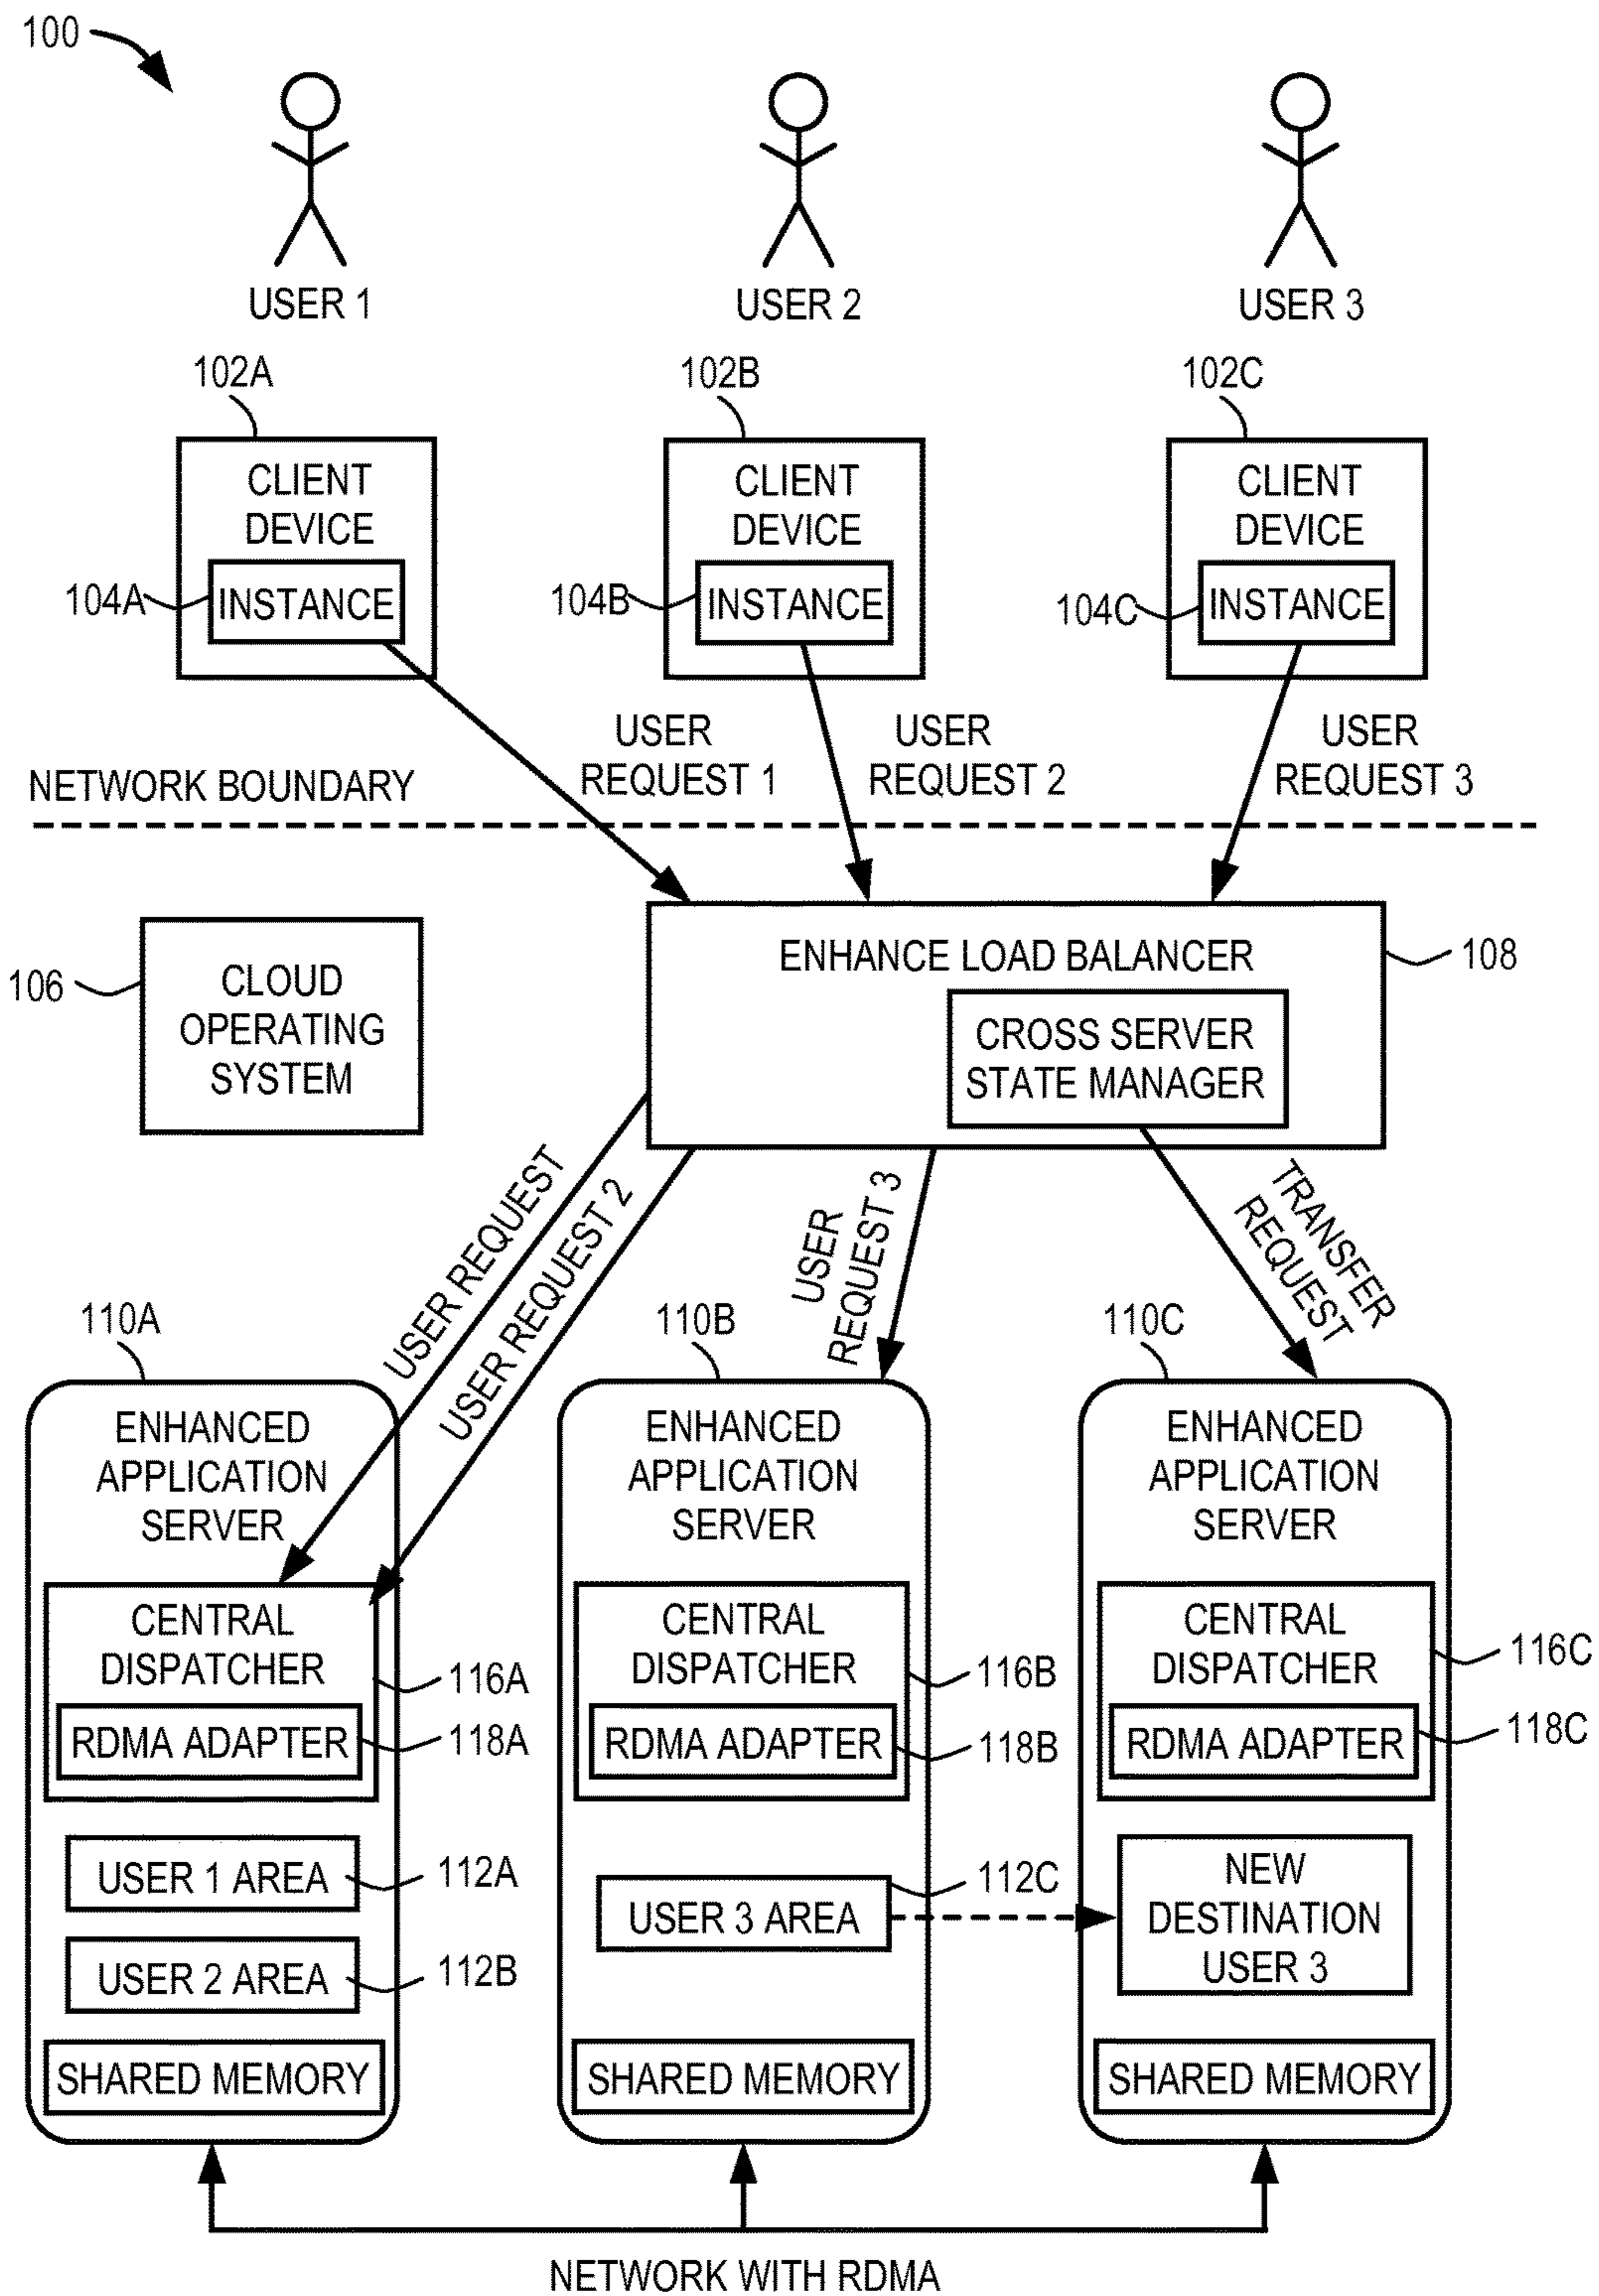 100
USER 1
USER 2
USER 3
102A
102B
102C
CLIENT
DEVICE
CLIENT
DEVICE
CLIENT
DEVICE
104A
INSTANCE
104B
INSTANCE
104C
INSTANCE
USER
REQUEST 1
USER
REQUEST 2
USER
REQUEST 3
NETWORK BOUNDARY
106
CLOUD
OPERATING
SYSTEM
ENHANCE LOAD BALANCER
108
CROSS SERVER
STATE MANAGER
USER REQUEST
USER REQUEST 2
USER
REQUEST 3
TRANSFER
REQUEST
110A
110B
110C
ENHANCED
APPLICATION
SERVER
ENHANCED
APPLICATION
SERVER
ENHANCED
APPLICATION
SERVER
CENTRAL
DISPATCHER
116A
RDMA ADAPTER
118A
CENTRAL
DISPATCHER
116B
RDMA ADAPTER
118B
CENTRAL
DISPATCHER
116C
RDMA ADAPTER
118C
USER 1 AREA
112A
USER 2 AREA
112B
USER 3 AREA
112C
NEW
DESTINATION
USER 3
SHARED MEMORY
SHARED MEMORY
SHARED MEMORY
NETWORK WITH RDMA